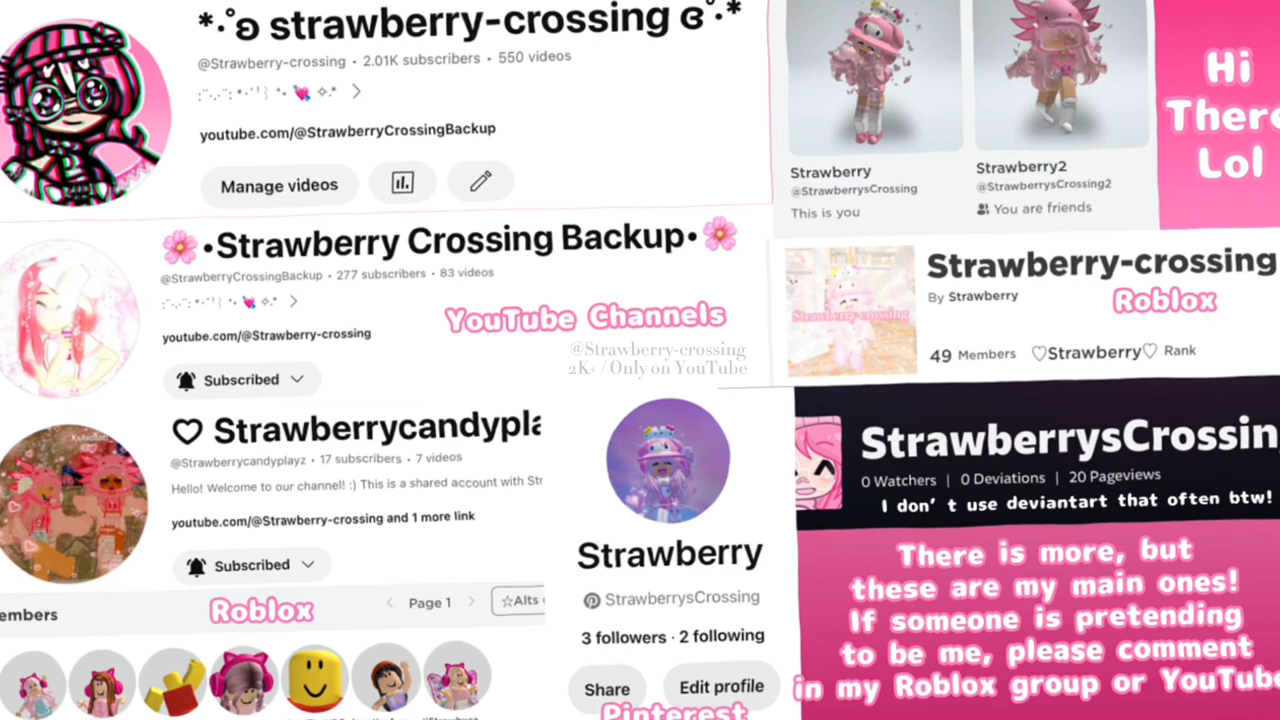 *·˚ʚ strawberry-crossing ɞ˚·*
@Strawberry-crossing • 2.01K subscribers • 550 videos
youtube.com/@StrawberryCrossingBackup
Manage videos
🌸•Strawberry Crossing Backup•🌸
@StrawberryCrossingBackup • 277 subscribers • 83 videos
youtube.com/@Strawberry-crossing
YouTube Channels
Subscribed
@Strawberry-crossing
2K+ / Only on YouTube
♡ Strawberrycandypla
@Strawberrycandyplayz • 17 subscribers • 7 videos
Hello! Welcome to our channel! :) This is a shared account with Str
youtube.com/@Strawberry-crossing and 1 more link
Subscribed
embers
Roblox
Page 1
☆Alts
Strawberry
StrawberrysCrossing
3 followers · 2 following
Share
Edit profile
Pinterest
Strawberry
@StrawberrysCrossing
This is you
Strawberry2
@StrawberrysCrossing2
You are friends
Hi
There
Lol
Strawberry-crossing
By Strawberry
Roblox
Strawberry-crossing
49 Members
♡Strawberry♡ Rank
StrawberrysCrossin
0 Watchers | 0 Deviations | 20 Pageviews
I don't use deviantart that often btw!
There is more, but
these are my main ones!
If someone is pretending
to be me, please comment
in my Roblox group or YouTube